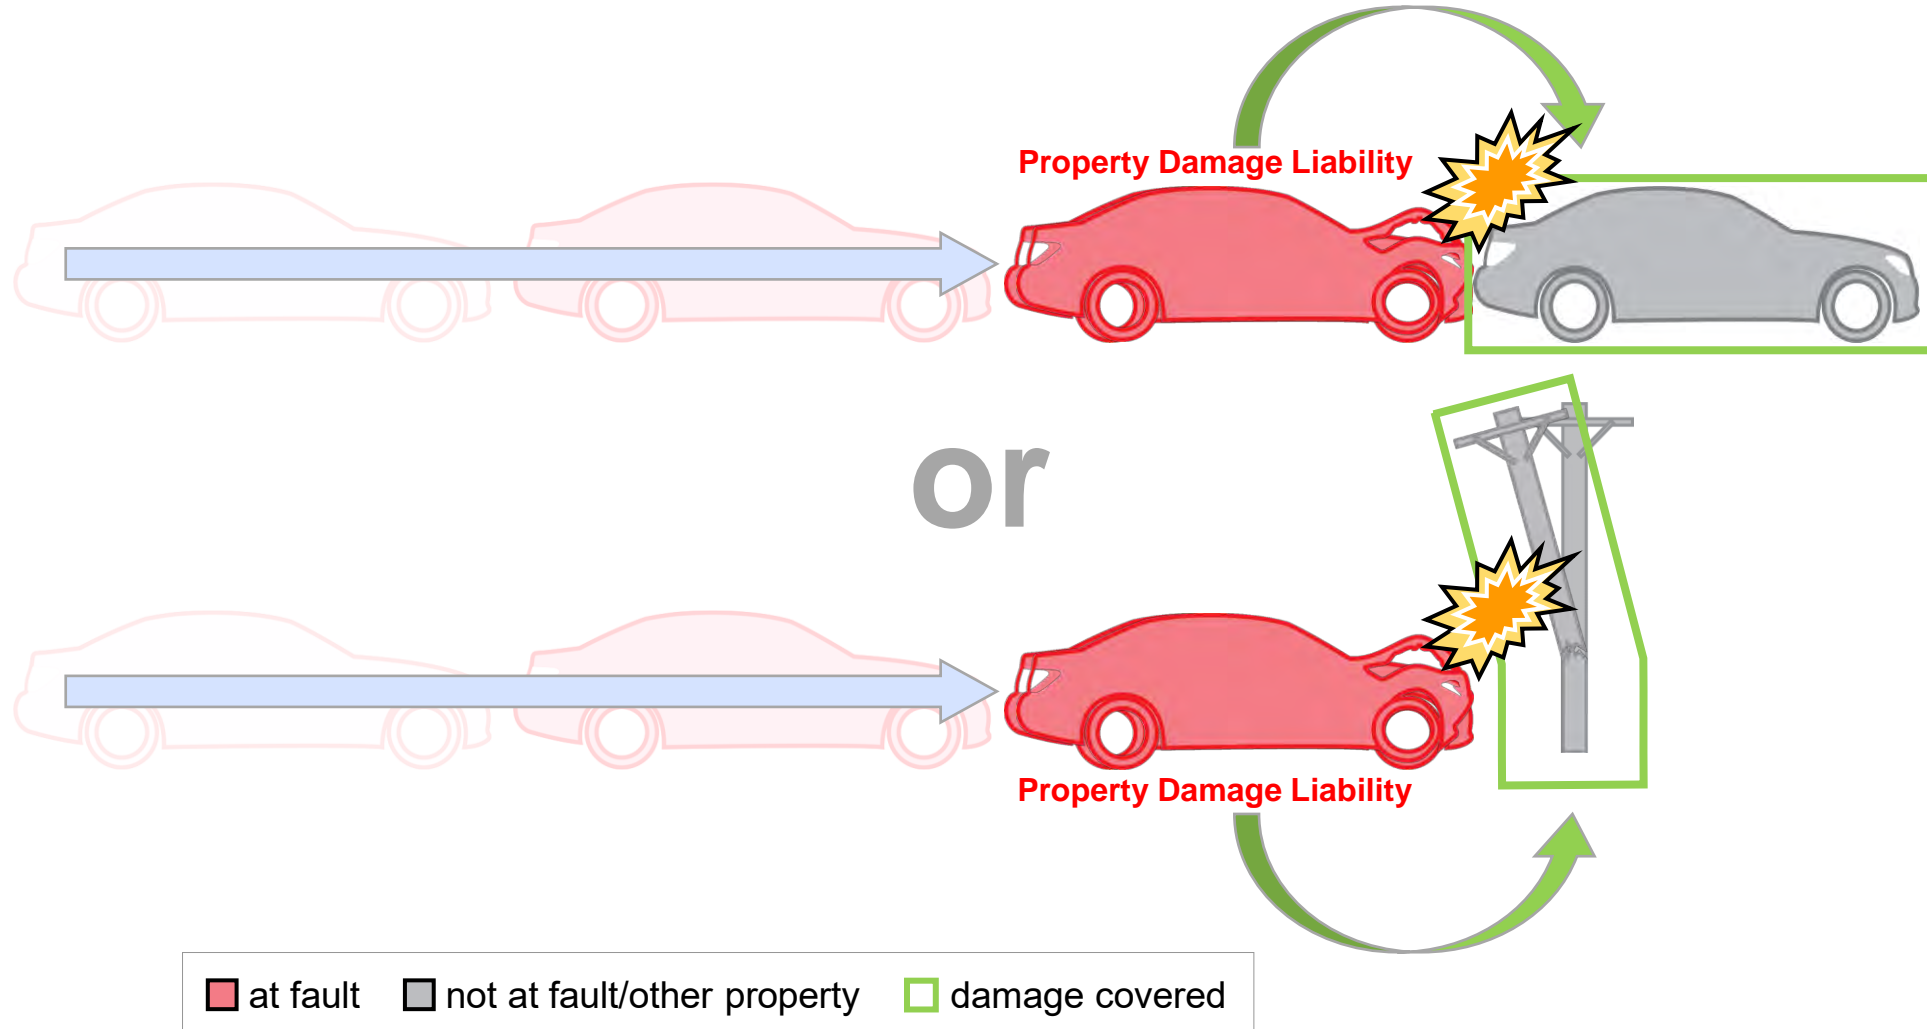 Property Damage Liability
or
Property Damage Liability
at fault not at fault/other property damage covered